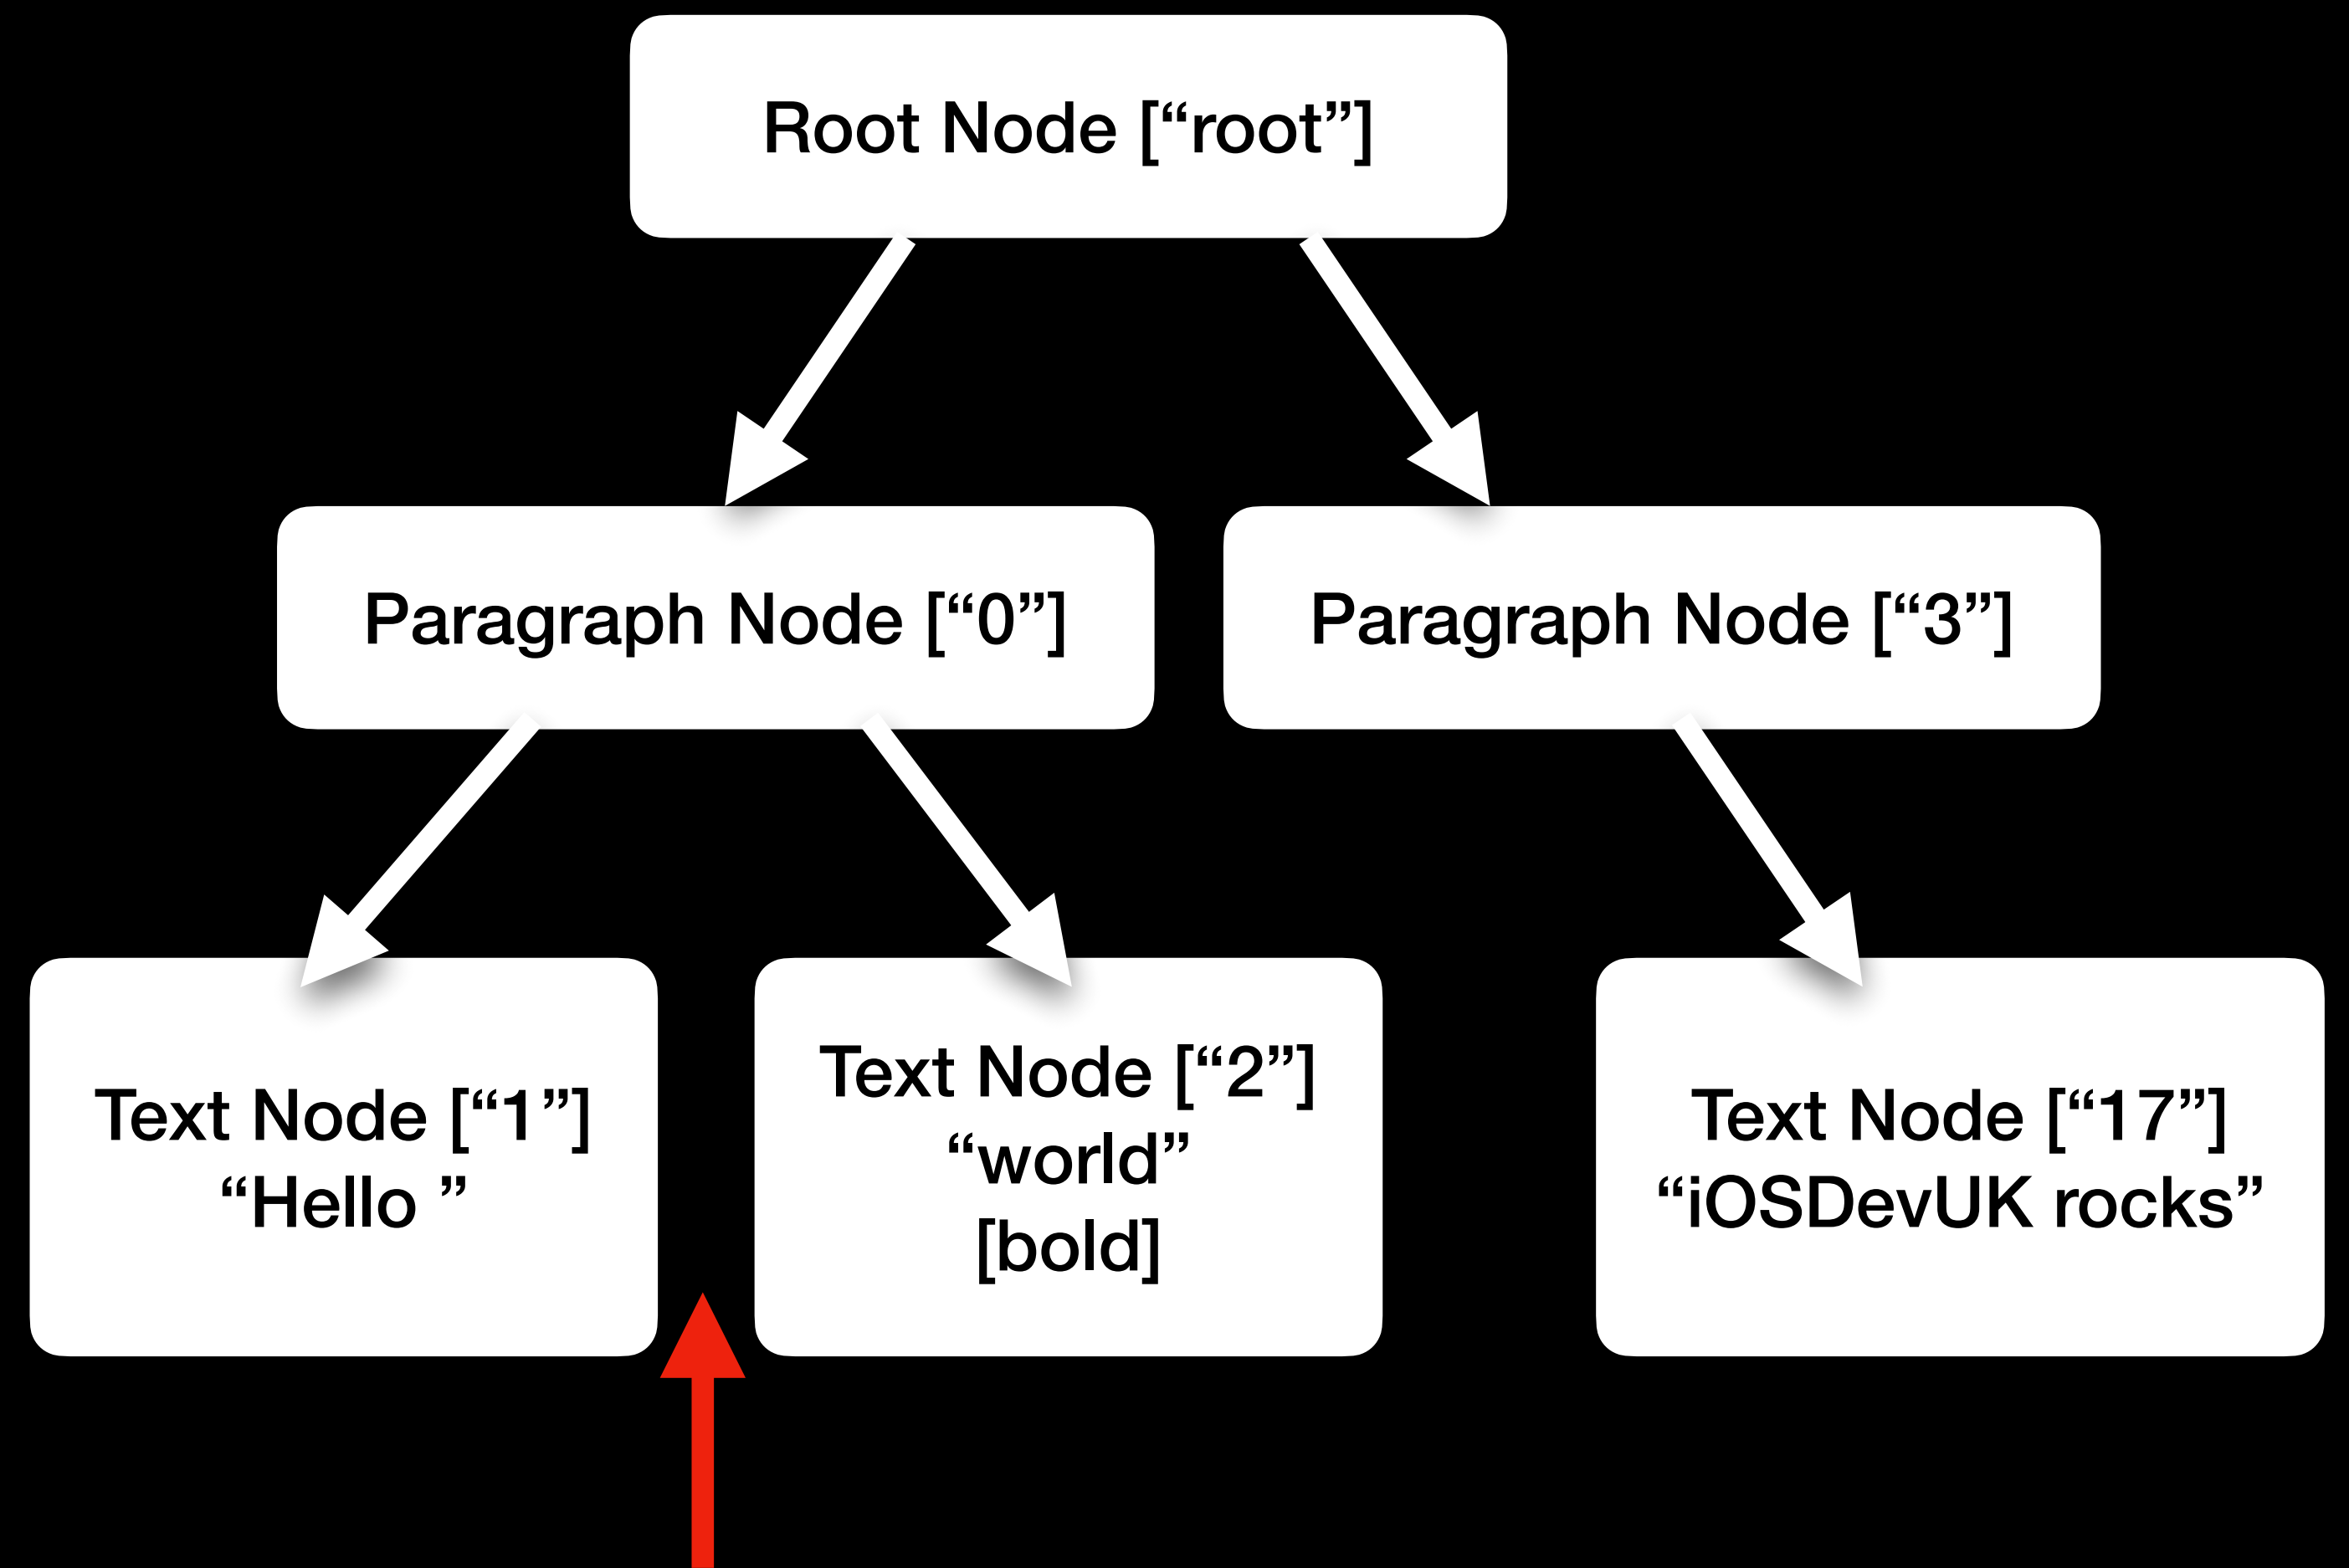 Root Node [“root”]
Paragraph Node [“0”]
Paragraph Node [“3”]
Text Node [“1”]
“Hello ”
Text Node [“2”]
“world”
[bold]
Text Node [“17”]
“iOSDevUK rocks”